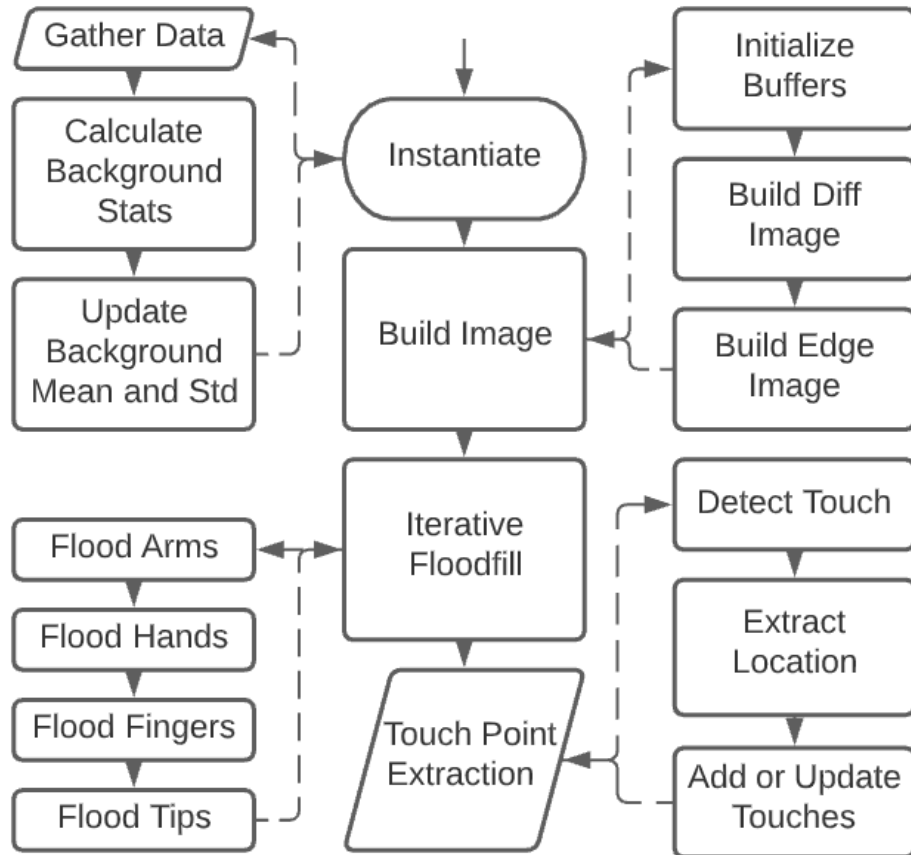 Gather Data
Calculate
Background
Stats
Update
Background
Mean and Std
Instantiate
Build Image
Initialize
Buffers
Build Diff
Image
Build Edge
Image
Iterative
Floodfill
Flood Arms
Flood Hands
Flood Fingers
Flood Tips
Touch Point
Extraction
Detect Touch
Extract
Location
Add or Update
Touches